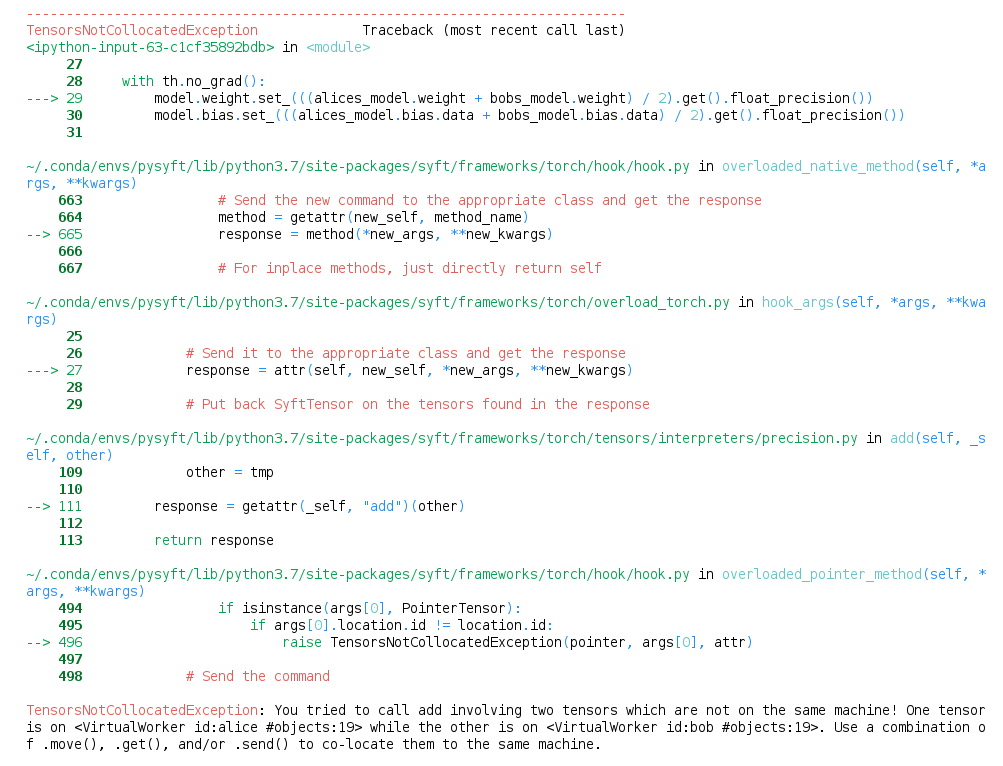 ---------------------------------------------------------------------------
TensorsNotCollocatedException             Traceback (most recent call last)
<ipython-input-63-c1cf35892bdb> in <module>
     27 
     28     with th.no_grad():
---> 29         model.weight.set_(((alices_model.weight + bobs_model.weight) / 2).get().float_precision())
     30         model.bias.set_(((alices_model.bias.data + bobs_model.bias.data) / 2).get().float_precision())
     31 
~/.conda/envs/pysyft/lib/python3.7/site-packages/syft/frameworks/torch/hook/hook.py in overloaded_native_method(self, *a
rgs, **kwargs)
    663                 # Send the new command to the appropriate class and get the response
    664                 method = getattr(new_self, method_name)
--> 665                 response = method(*new_args, **new_kwargs)
    666 
    667                 # For inplace methods, just directly return self
~/.conda/envs/pysyft/lib/python3.7/site-packages/syft/frameworks/torch/overload_torch.py in hook_args(self, *args, **kwa
rgs)
     25 
     26             # Send it to the appropriate class and get the response
---> 27             response = attr(self, new_self, *new_args, **new_kwargs)
     28 
     29             # Put back SyftTensor on the tensors found in the response
~/.conda/envs/pysyft/lib/python3.7/site-packages/syft/frameworks/torch/tensors/interpreters/precision.py in add(self, _s
elf, other)
    109             other = tmp
    110 
--> 111         response = getattr(_self, "add")(other)
    112 
    113         return response
~/.conda/envs/pysyft/lib/python3.7/site-packages/syft/frameworks/torch/hook/hook.py in overloaded_pointer_method(self, *
args, **kwargs)
    494                 if isinstance(args[0], PointerTensor):
    495                     if args[0].location.id != location.id:
--> 496                         raise TensorsNotCollocatedException(pointer, args[0], attr)
    497 
    498             # Send the command
TensorsNotCollocatedException: You tried to call add involving two tensors which are not on the same machine! One tensor
is on <VirtualWorker id:alice #objects:19> while the other is on <VirtualWorker id:bob #objects:19>. Use a combination o
f .move(), .get(), and/or .send() to co-locate them to the same machine.